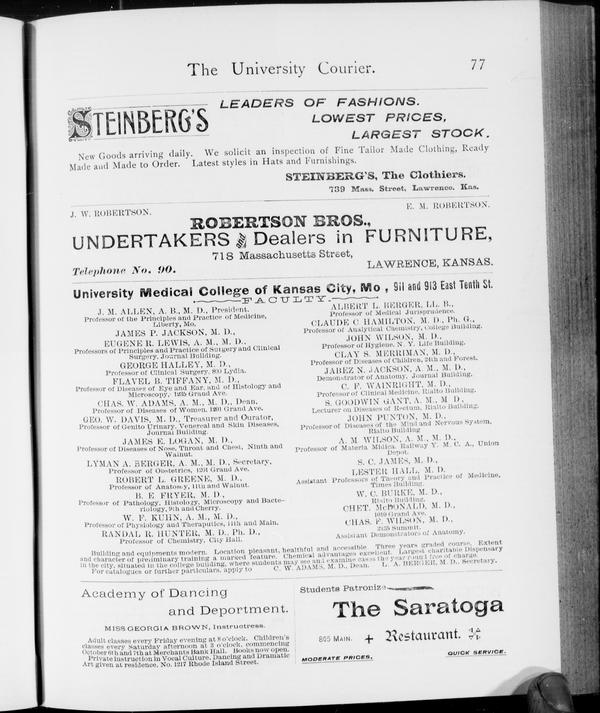 The University Courier.
77
STEINBERG'S
LEADERS OF FASHIONS.
LOWEST PRICES,
LARGEST STOCK.
New Goods arriving daily. We solicit an inspection of Fine Tailor Made Clothing, Ready
Made and Made to Order. Latest styles in Hats and Furnishings.
STEINBERG'S, The Clothiers.
739 Mass. Street, Lawrence, Kas.
J. W. ROBERTSON.
E. M. ROBERTSON.
ROBERTSON BROS.,
UNDERTAKERS and Dealers in FURNITURE,
718 Massachusetts Street,
Telephone No. 90.
LAWRENCE, KANSAS.
University Medical College of Kansas City, Mo, 911 and 913 East Tenth St.
FACULTY.
J. M. ALLEN, A. B., M. D., President.
Professor of the Principles and Practice of Medicine,
Liberty, Mo.
JAMES P. JACKSON, M. D.,
EUGENE R. LEWIS, A. M., M. D.,
Professors of Principles and Practice of Surgery and Clinical
Surgery, Journal Building.
GEORGE HALLEY, M. D.,
Professor of Clinical Surgery, 800 Lydia.
FLAVEL B. TIFFANY, M. D.,
Professor of Diseases of Eye and Ear, and of Histology and
Microscopy, 1235 Grand Ave.
CHAS. W. ADAMS, A. M., M. D., Dean,
Professor of Diseases of Women, 1201 Grand Ave.
GEO. W. DAVIS, M. D., Treasurer and Curator,
Professor of Genito Urinary, Venereal and Skin Diseases,
Journal Building.
JAMES E. LOGAN, M. D.,
Professor of Diseases of Nose, Throat and Chest, Ninth and
Walnut.
LYMAN A. BERGER, A. M., M. D., Secretary,
Professor of Obstetrics, 1221 Grand Ave.
ROBERT L. GREENE, M. D.,
Professor of Anatomy, 11th and Walnut.
B. E. FRYER, M. D.,
Professor of Pathology, Histology, Microscopy and Bacte-
riology, 9th and Cherry.
W. F. KUHN, A. M., M. D.,
Professor of Physiology and Theraputics, 11th and Main.
RANDAL R. HUNTER, M. D., Ph. D.,
Professor of Chemistry, City Hall.
ALBERT L. BERGER, LL. B.,
Professor of Medical Jurisprudence.
CLAUDE C HAMILTON, M. D., Ph. G.,
Professor of Analytical Chemistry, College Building.
JOHN WILSON, M. D.,
Professor of Hygiene, N. Y. Life Building.
CLAY S. MERRIMAN, M. D.,
Professor of Diseases of Children, 24th and Forest.
JABEZ N. JACKSON, A. M., M. D.,
Demonstrator of Anatomy, Journal Building.
C. F. WAINRIGHT, M. D.,
Professor of Clinical Medicine, Rialto Building.
S. GOODWIN GANT, A. M., M. D.,
Lecturer on Diseases of Rectum, Rialto Building.
JOHN PUNTON, M. D.,
Professor of Diseases of the Mind and Nervous System,
Rialto Building
A. M WILSON, A. M., M. D.,
Professor of Materia Midica, Railway Y. M. C. A., Union
Depot.
S. C. JAMES, M. D.,
LESTER HALL, M. D.
Assistant Professors of Theory and Practice of Medicine,
Times Building.
W. C. BURKE, M. D.,
Rialto Building.
CHET. McDONALD, M. D.,
1019 Grand Ave.
CHAS. F. WILSON, M. D.,
2135 Summit.
Assistant Demonstrators of Anatomy.
Building and equipments modern. Location pleasant, healthful and accessible. Three years graded course. Extent
and character of preliminary training a marked feature. Chemical advantages excellent. Largest charitable Dispensary
in the city, situated in the college building, where students may see and examine cases the year round free of charge.
For catalogues or further particulars, apply to C. W. ADAMS, M. D., Dean. L. A. BERGER, M. D., Secretary.
Academy of Dancing
and Deportment.
MISS GEORGIA BROWN, Instructress.
Adult classes every Friday evening at 8 o'clock. Children's
classes every Saturday afternoon at 3 o'clock, commencing
October 6th and 7th at Merchants Bank Hall. Books now open.
Private instruction in Vocal Culture, Dancing and Dramatic
Art given at residence, No. 1217 Rhode Island Street.
Students Patronize
The Saratoga
805 MAIN. + Restaurant.
MODERATE PRICES,
QUICK SERVICE.